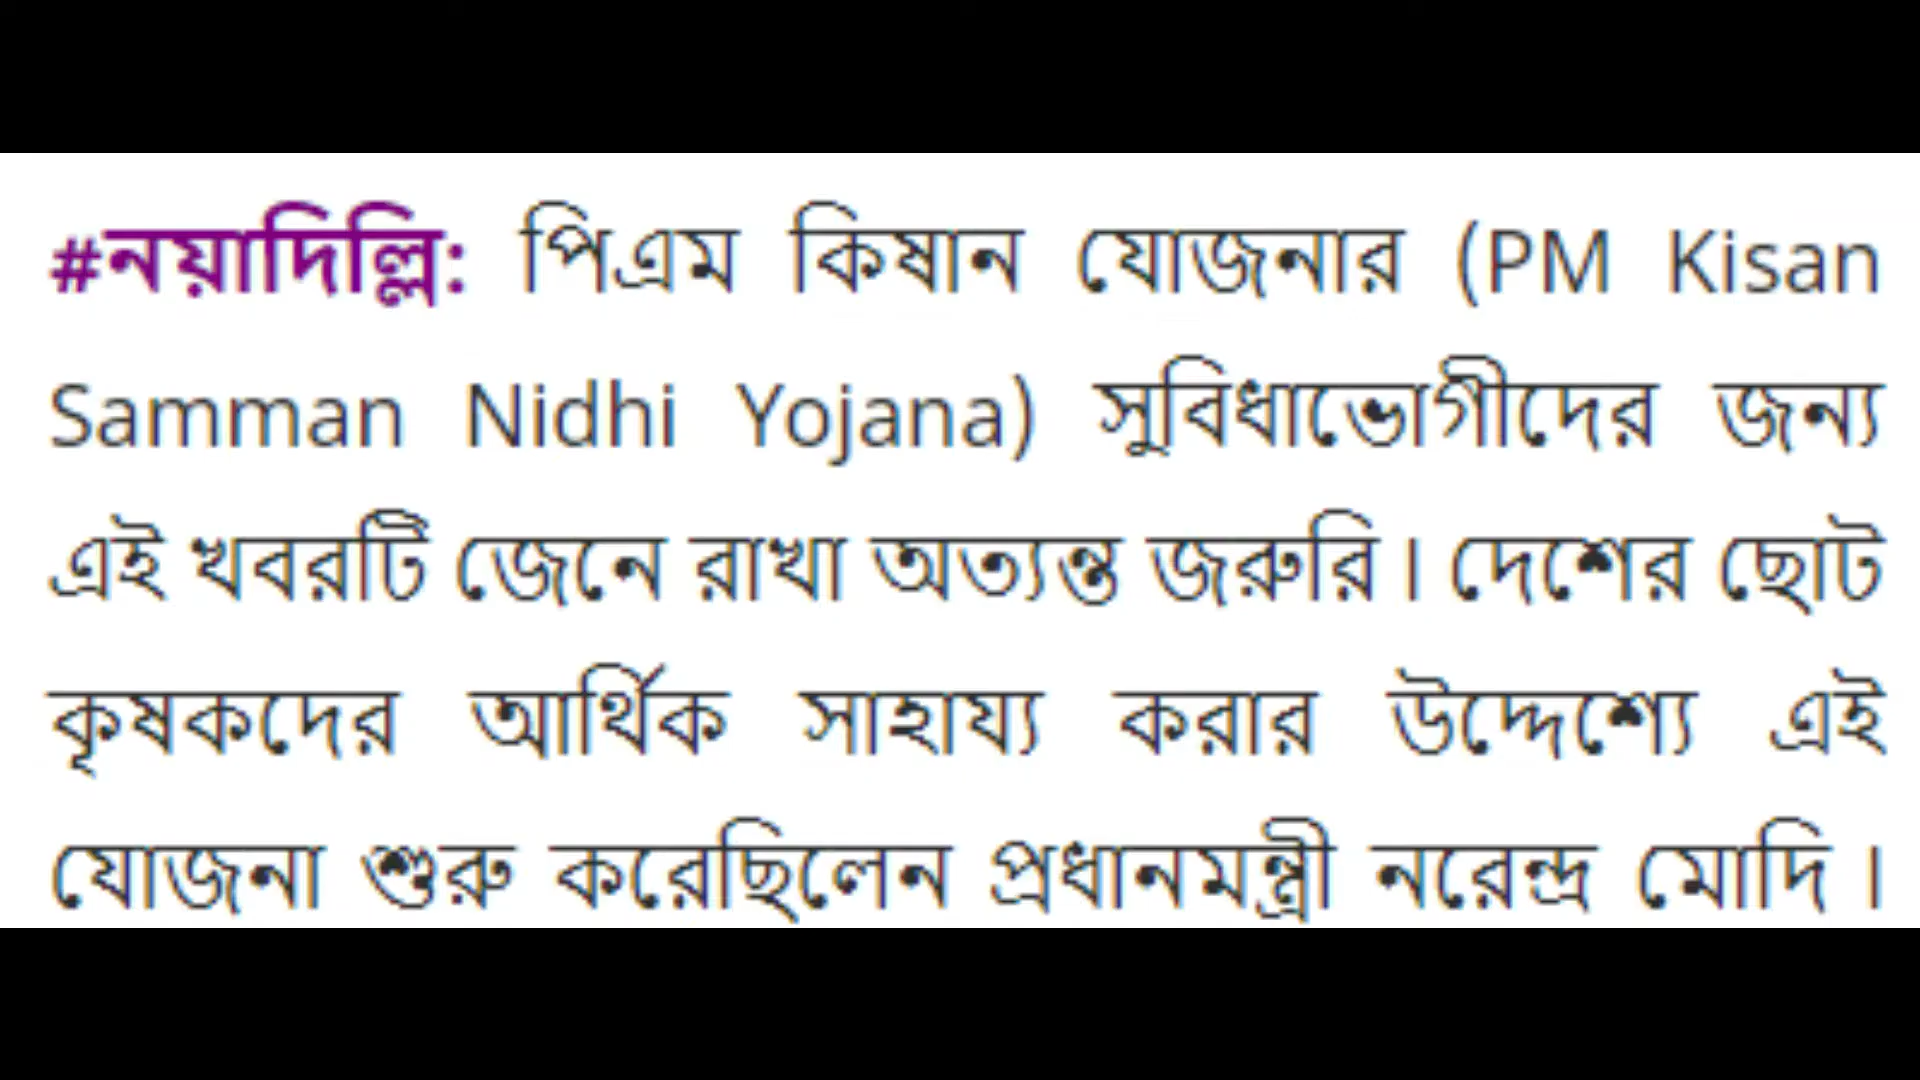 #নয়াদিল্লি: পিএম কিষান যোজনার (PM Kisan
Samman Nidhi Yojana) সুবিধাভোগীদের জন্য
এই খবরটি জেনে রাখা অত্যন্ত জরুরি। দেশের ছোট
কৃষকদের আর্থিক সাহায্য করার উদ্দেশ্যে এই
যোজনা শুরু করেছিলেন প্রধানমন্ত্রী নরেন্দ্র মোদি।